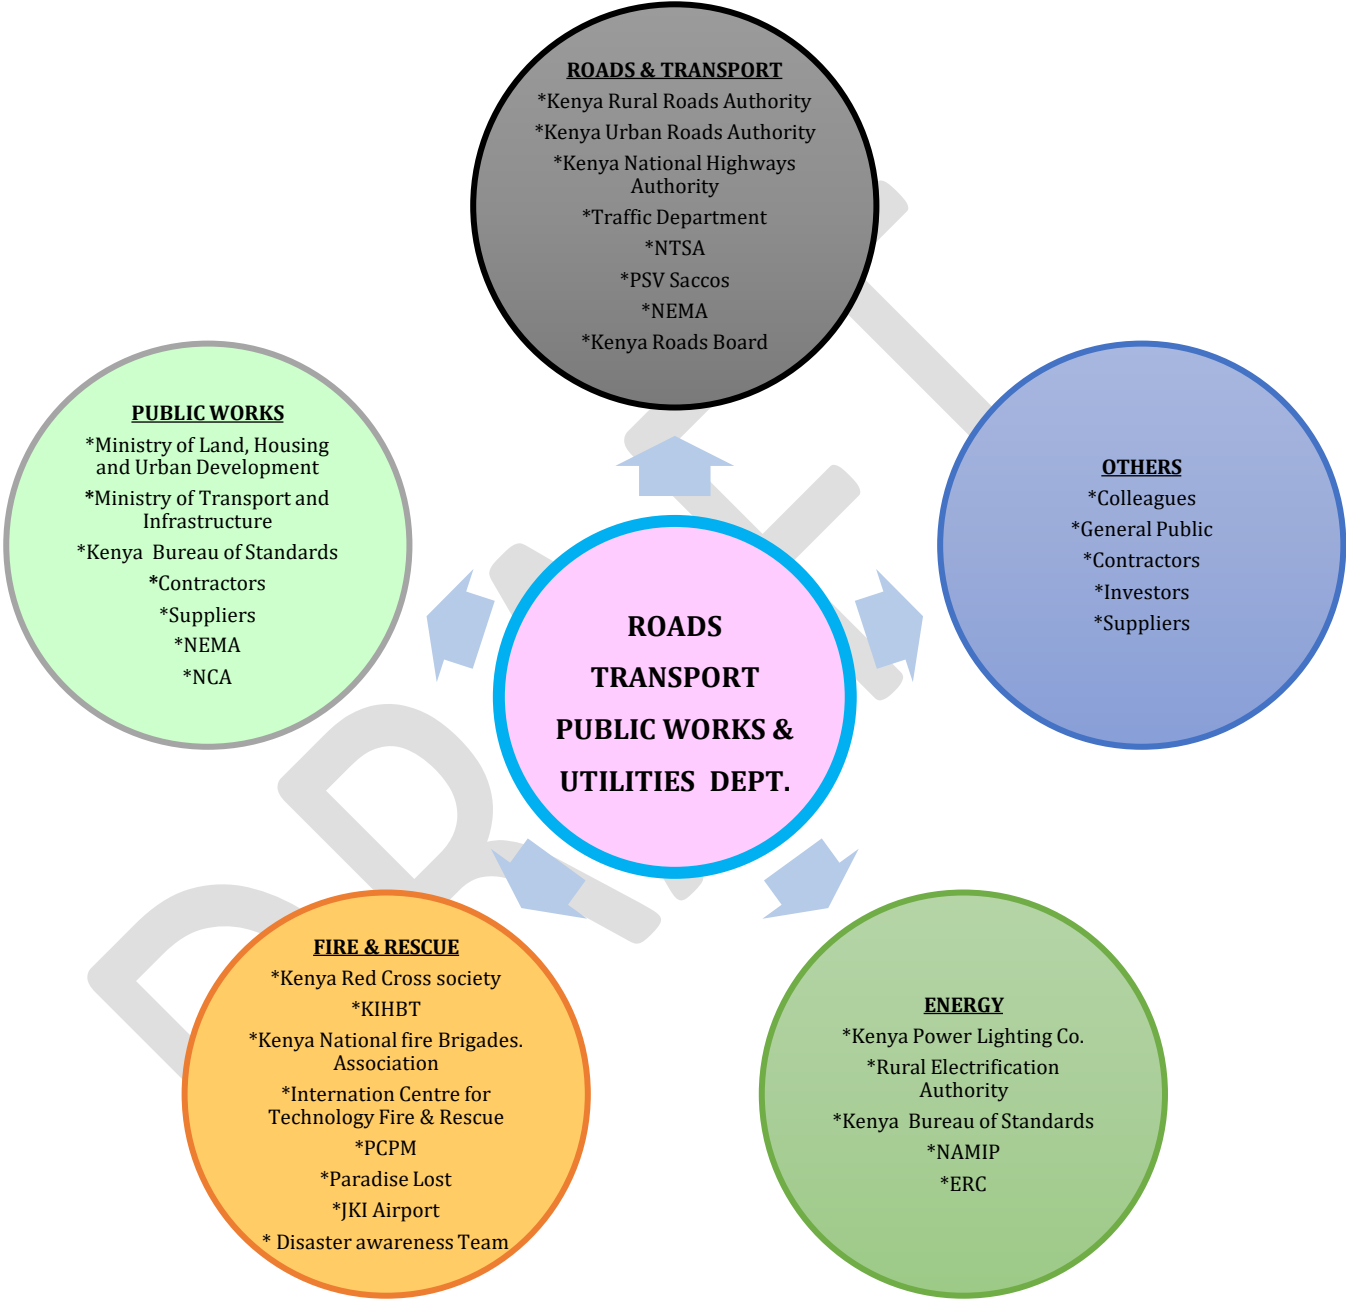 ROADS & TRANSPORT
*Kenya Rural Roads Authority
*Kenya Urban Roads Authority
*Kenya National Highways
Authority
*Traffic Department
*NTSA
*PSV Saccos
*NEMA
*Kenya Roads Board
PUBLIC WORKS
*Ministry of Land, Housing
and Urban Development
*Ministry of Transport and
Infrastructure
*Kenya  Bureau of Standards
*Contractors
*Suppliers
*NEMA
*NCA
OTHERS
*Colleagues
*General Public
*Contractors
*Investors
*Suppliers
ROADS
TRANSPORT
PUBLIC WORKS &
UTILITIES  DEPT.
FIRE & RESCUE
*Kenya Red Cross society
*KIHBT
*Kenya National fire Brigades.
Association
*Internation Centre for
Technology Fire & Rescue
*PCPM
*Paradise Lost
*JKI Airport
* Disaster awareness Team
ENERGY
*Kenya Power Lighting Co.
*Rural Electrification
Authority
*Kenya  Bureau of Standards
*NAMIP
*ERC
DRAFT